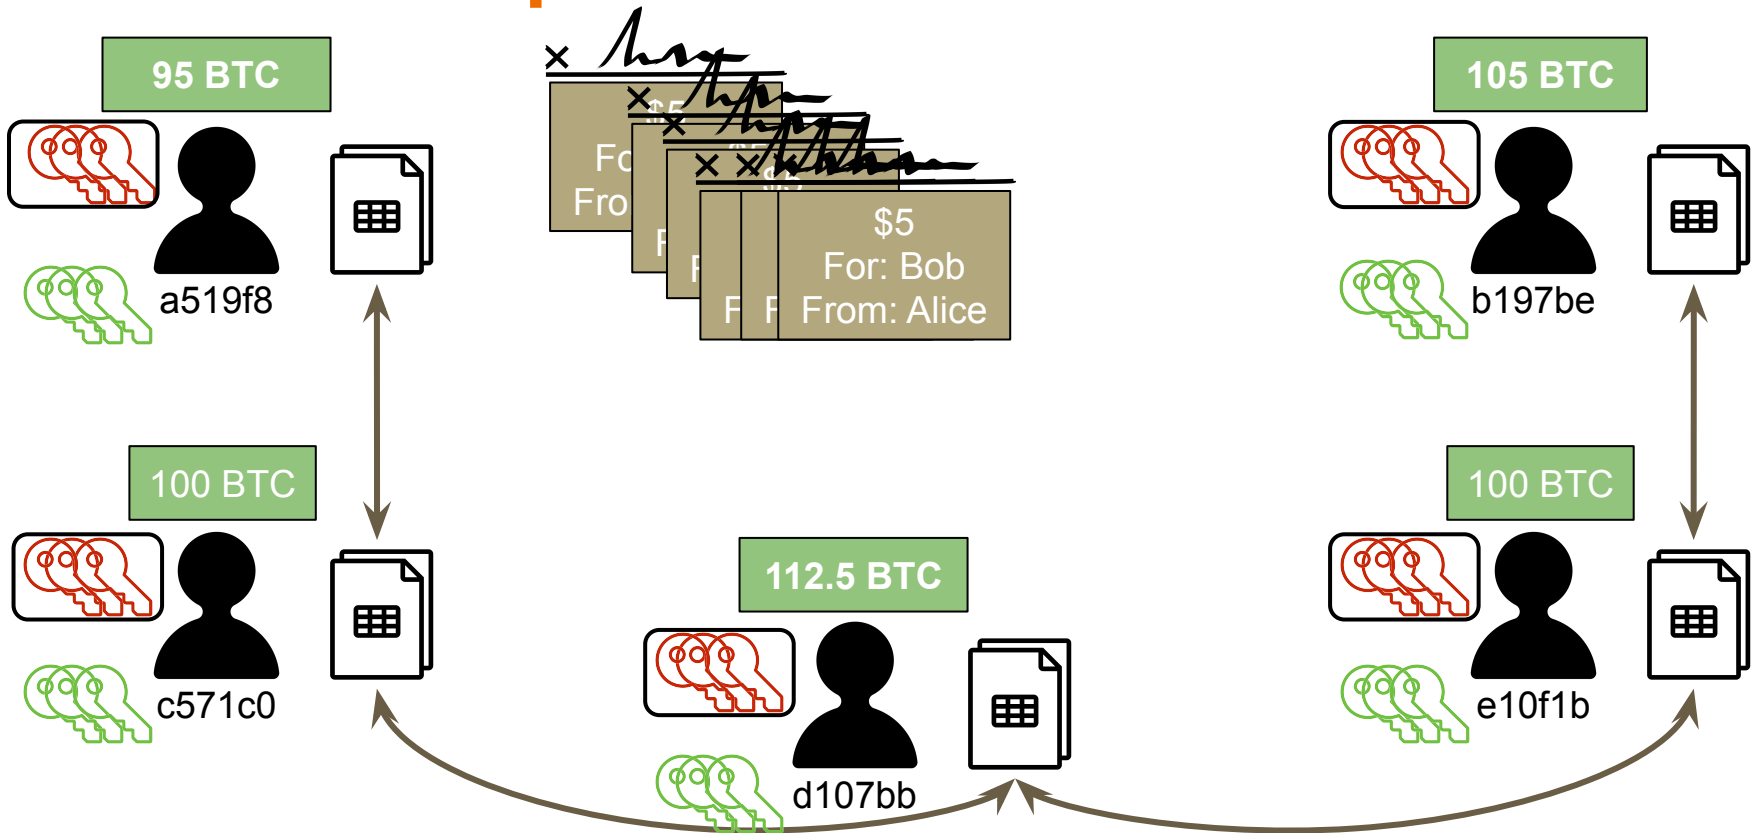 95 BTC
105 BTC
$5
For: Bob
From: Alice
a519f8
b197be
100 BTC
100 BTC
112.5 BTC
c571c0
e10f1b
d107bb